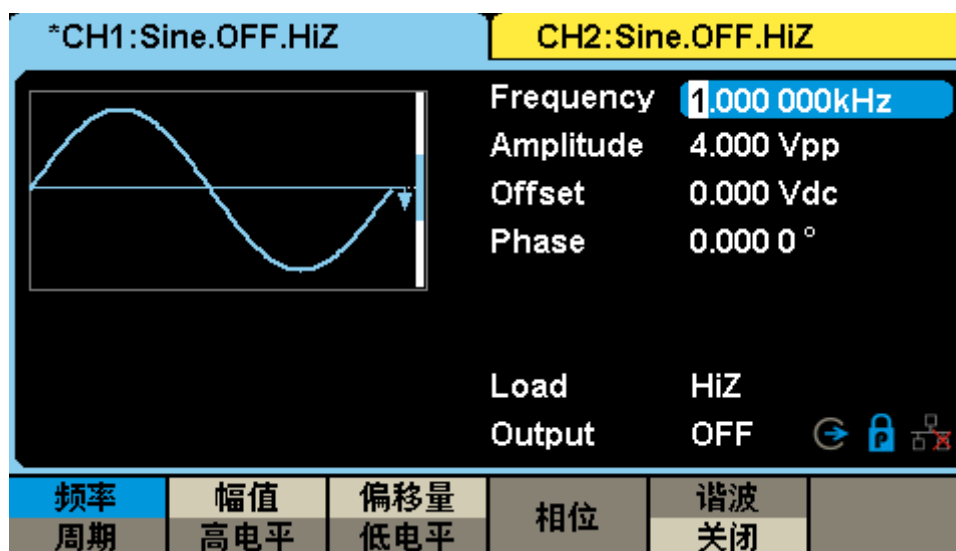 *CH1:Sine.OFF.HiZ
CH2:Sine.OFF.HiZ
Frequency 1.000 000kHz
Amplitude 4.000 Vpp
Offset 0.000 Vdc
Phase 0.000 0 °
Load HiZ
Output OFF
频率 幅值 偏移量 相位 谐波
周期 高电平 低电平 关闭